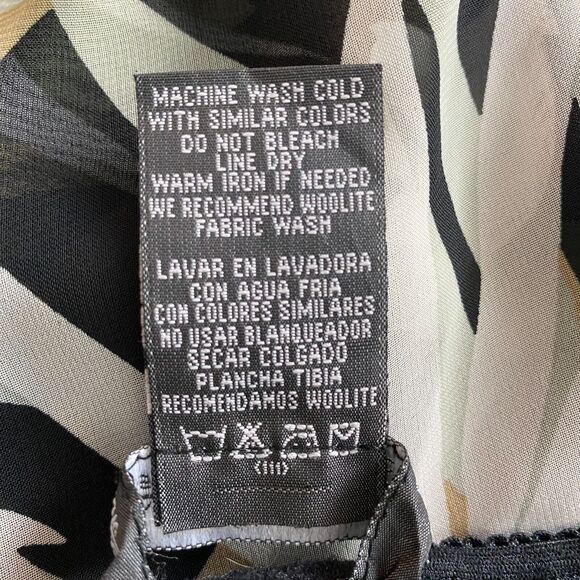 MACHINE WASH COLD
WITH SIMILAR COLORS
DO NOT BLEACH
LINE DRY
WARM IRON IF NEEDED
WE RECOMMEND WOOLITE
FABRIC WASH
LAVAR EN LAVADORA
CON AGUA FRIA
CON COLORES SIMILARES
NO USAR BLANQUEADOR
SECAR COLGADO
PLANCHA TIBIA
RECOMENDAMOS WOOLITE